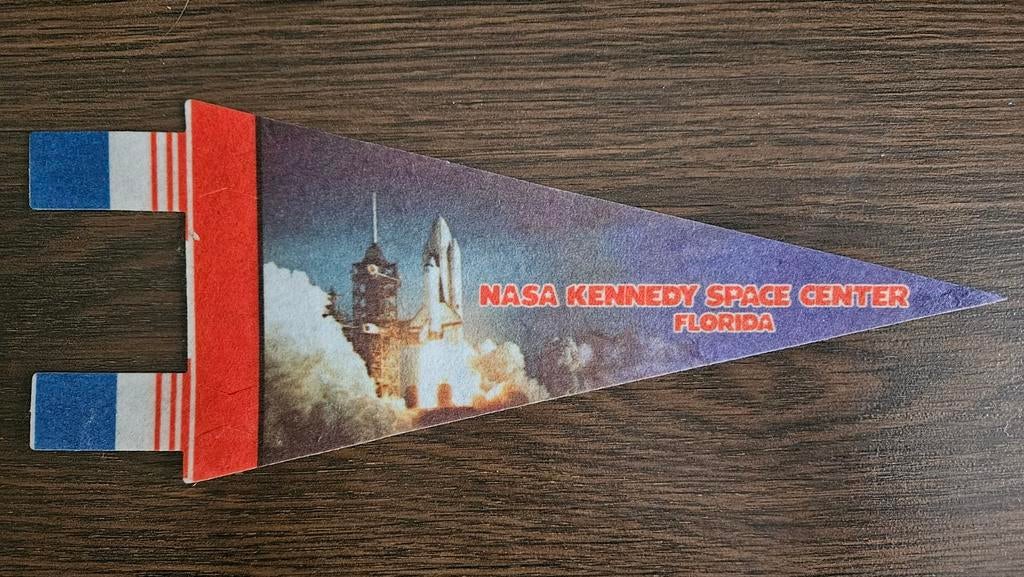 NASA KENNEDY SPACE CENTER
FLORIDA